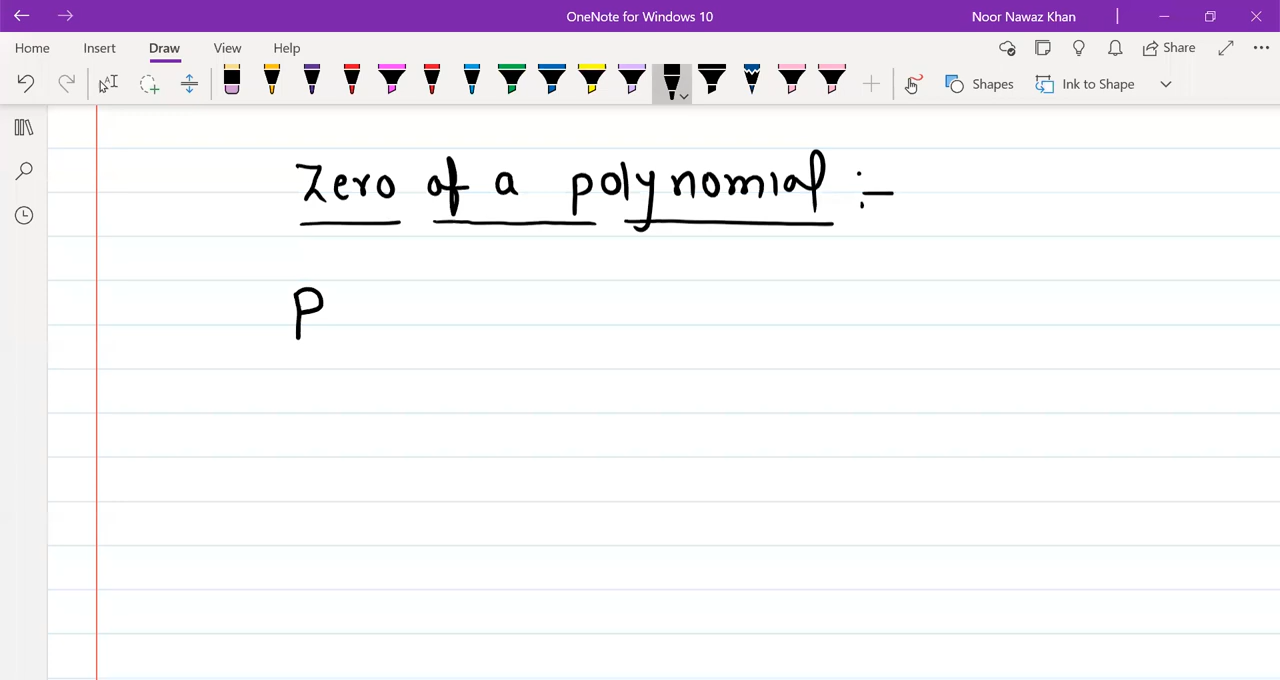 OneNote for Windows 10
Noor Nawaz Khan
Home Insert Draw View Help
Share
Shapes
Ink to Shape
Zero of a polynomial :-
P